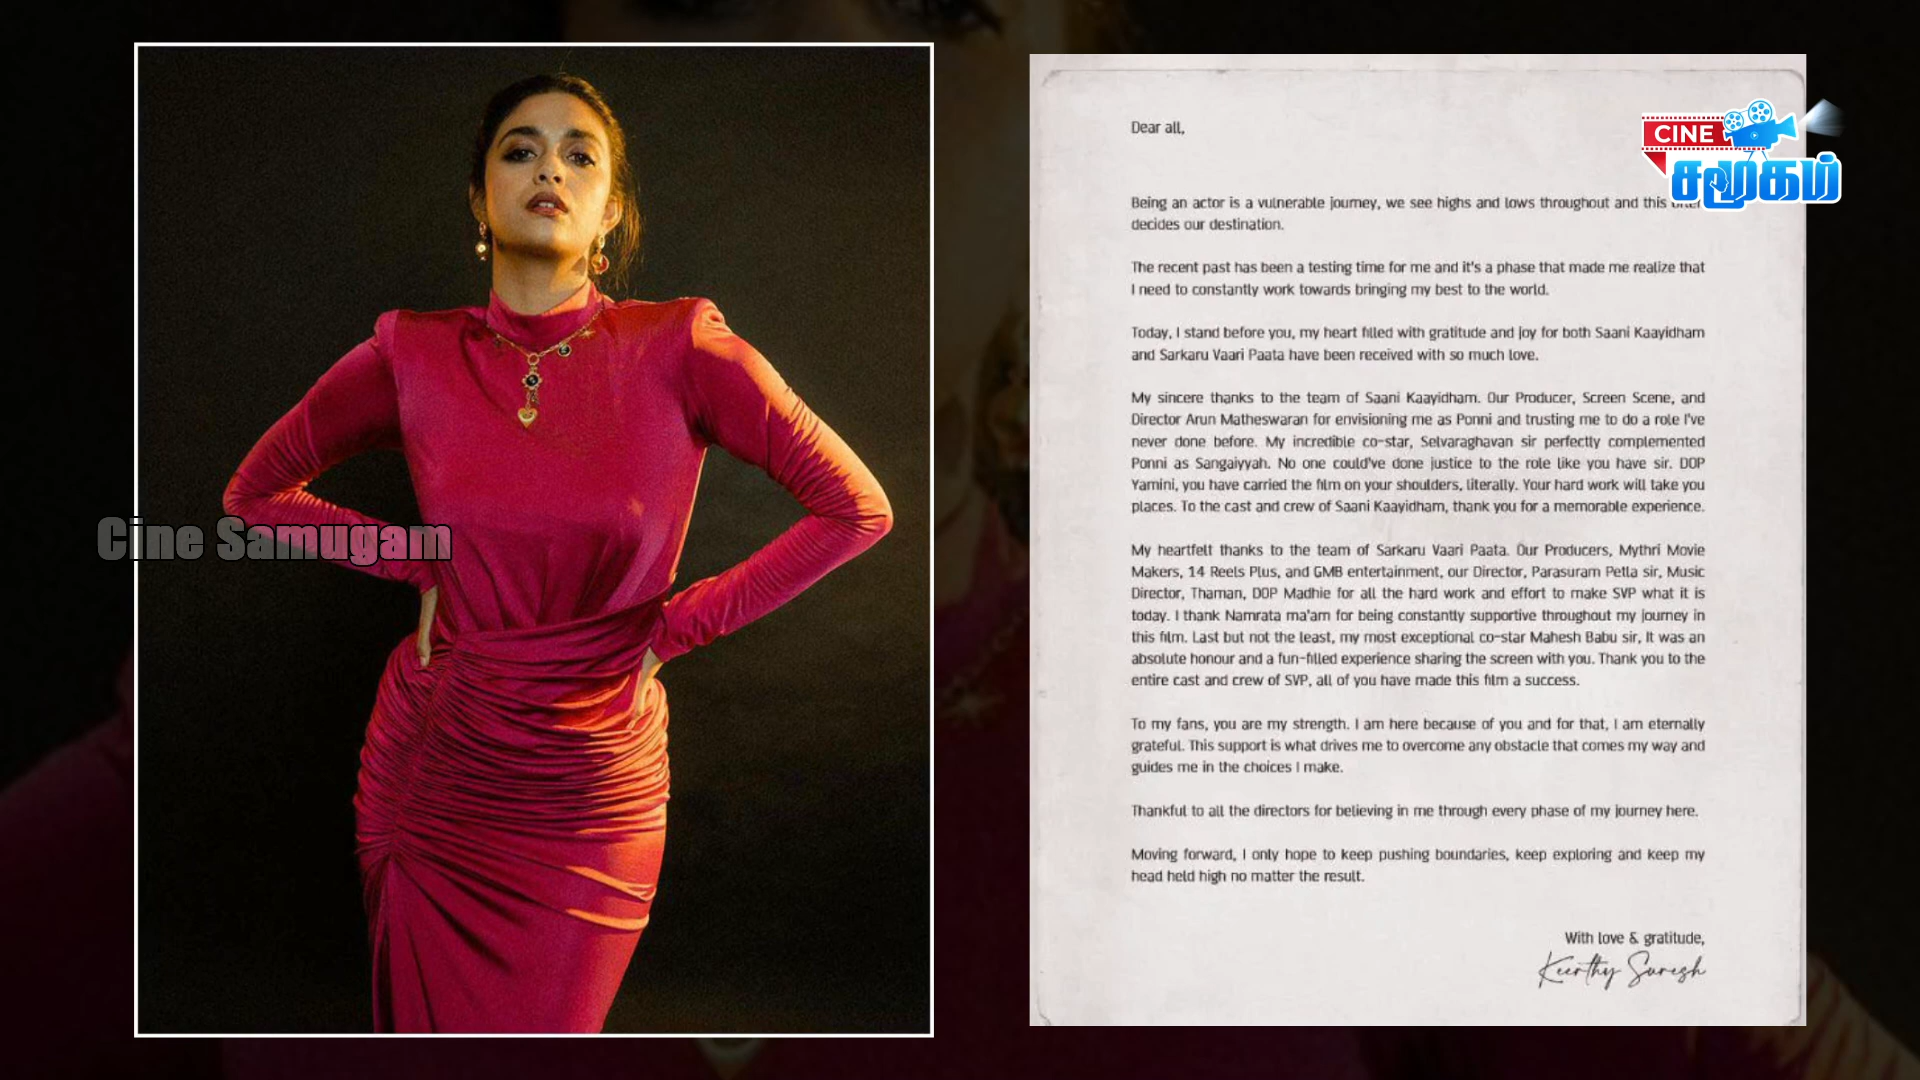 Cine Samugam
CINE
சமூகம்
Dear all,
Being an actor is a vulnerable journey, we see highs and lows throughout and this
decides our destination.
The recent past has been a testing time for me and it's a phase that made me realize that
I need to constantly work towards bringing my best to the world.
Today, I stand before you, my heart filled with gratitude and joy for both Saani Kaayidham
and Sarkaru Vaari Paata have been received with so much love.
My sincere thanks to the team of Saani Kaayidham. Our Producer, Screen Scene, and
Director Arun Matheswaran for envisioning me as Ponni and trusting me to do a role I've
never done before. My incredible co-star, Selvaraghavan sir perfectly complemented
Ponni as Sangaiyyah. No one could've done justice to the role like you have sir. DOP
Yamini, you have carried the film on your shoulders, literally. Your hard work will take you
places. To the cast and crew of Saani Kaayidham, thank you for a memorable experience.
My heartfelt thanks to the team of Sarkaru Vaari Paata. Our Producers, Mythri Movie
Makers, 14 Reels Plus, and GMB entertainment, our Director, Parasuram Petla sir, Music
Director, Thaman, DOP Madhie for all the hard work and effort to make SVP what it is
today. I thank Namrata ma'am for being constantly supportive throughout my journey in
this film. Last but not the least, my most exceptional co-star Mahesh Babu sir, It was an
absolute honour and a fun-filled experience sharing the screen with you. Thank you to the
entire cast and crew of SVP, all of you have made this film a success.
To my fans, you are my strength. I am here because of you and for that, I am eternally
grateful. This support is what drives me to overcome any obstacle that comes my way and
guides me in the choices I make.
Thankful to all the directors for believing in me through every phase of my journey here.
Moving forward, I only hope to keep pushing boundaries, keep exploring and keep my
head held high no matter the result.
With love & gratitude,
Keerthy Suresh